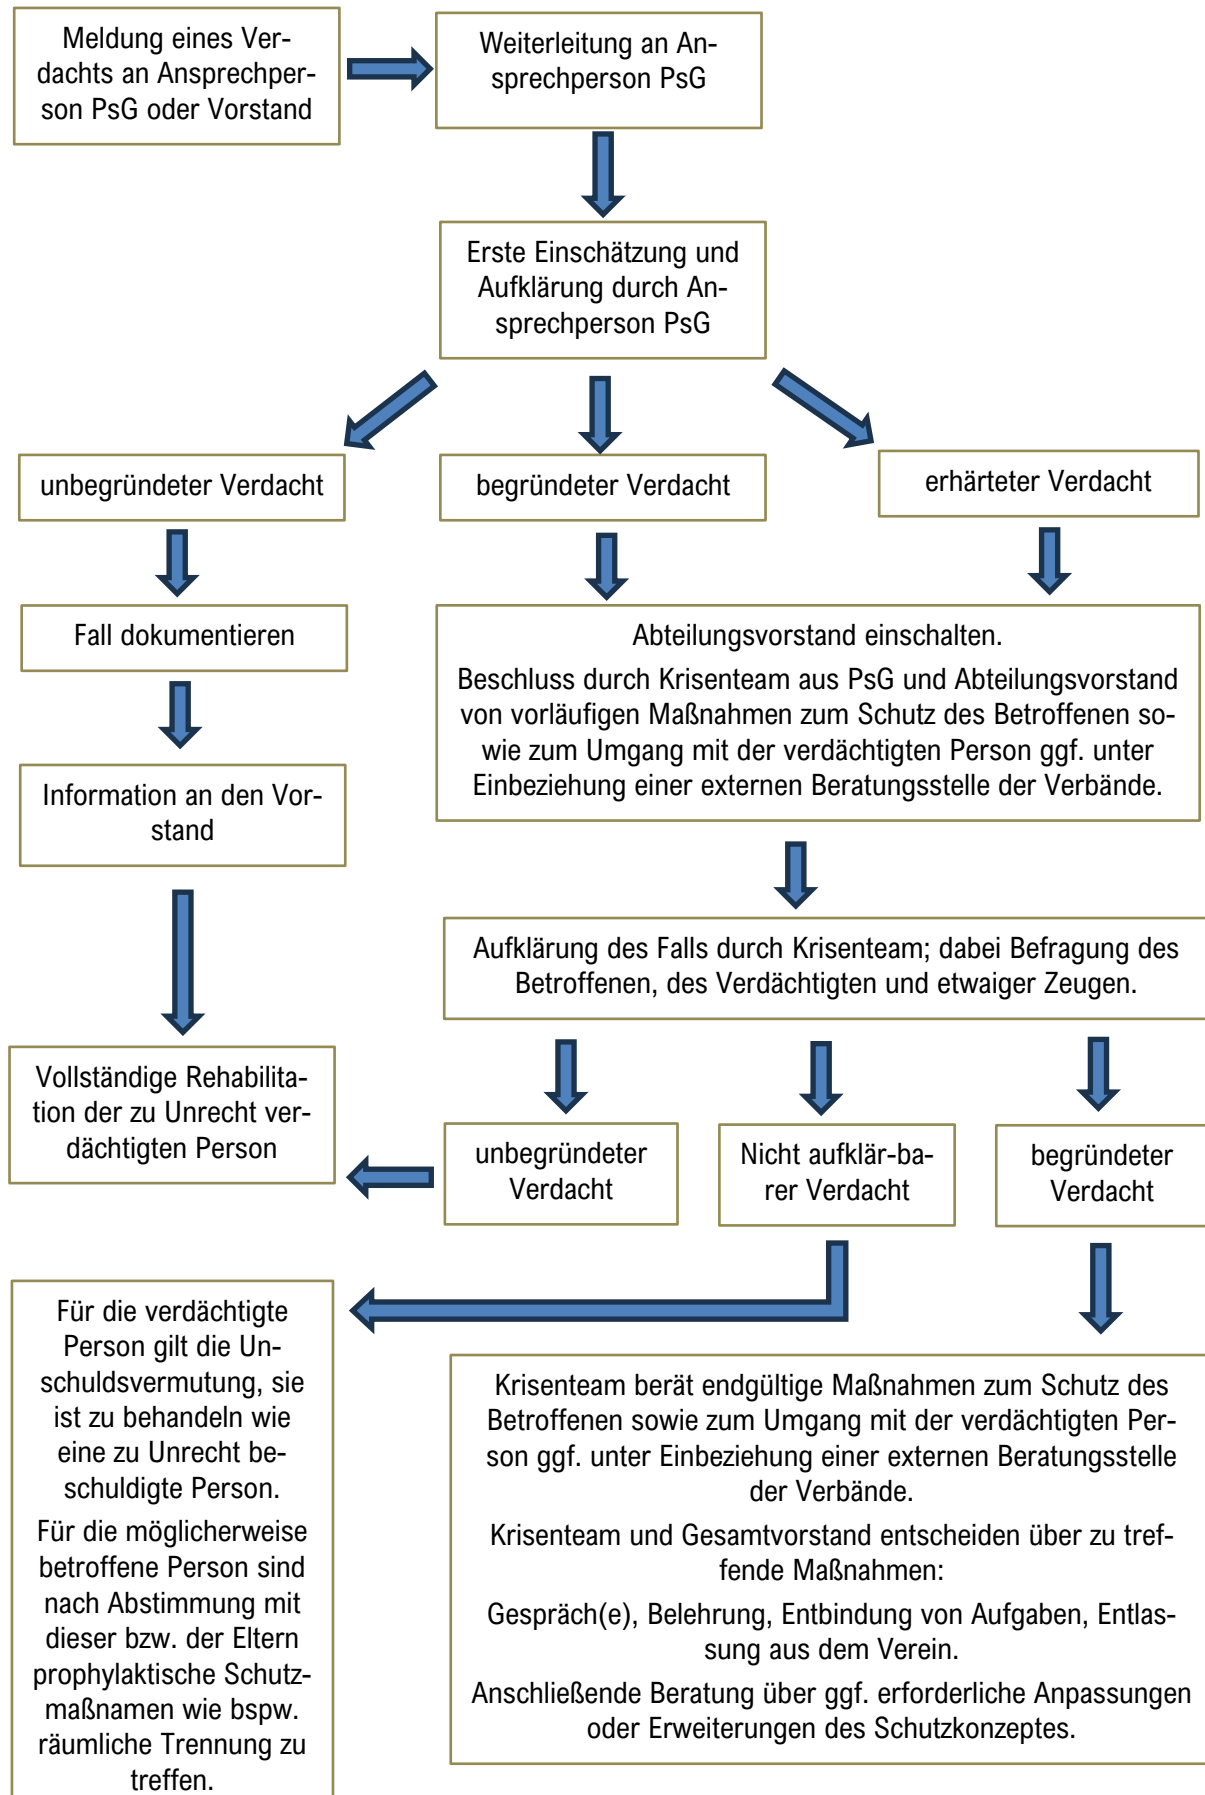 Meldung eines Ver-
dachts an Ansprechper-
son PsG oder Vorstand
Weiterleitung an An-
sprechperson PsG
Erste Einschätzung und
Aufklärung durch An-
sprechperson PsG
unbegründeter Verdacht
begründeter Verdacht
erhärteter Verdacht
Fall dokumentieren
Information an den Vor-
stand
Abteilungsvorstand einschalten.
Beschluss durch Krisenteam aus PsG und Abteilungsvorstand
von vorläufigen Maßnahmen zum Schutz des Betroffenen so-
wie zum Umgang mit der verdächtigten Person ggf. unter
Einbeziehung einer externen Beratungsstelle der Verbände.
Aufklärung des Falls durch Krisenteam; dabei Befragung des
Betroffenen, des Verdächtigten und etwaiger Zeugen.
Vollständige Rehabilita-
tion der zu Unrecht ver-
dächtigten Person
unbegründeter
Verdacht
Nicht aufklär-ba-
rer Verdacht
begründeter
Verdacht
Für die verdächtigte
Person gilt die Un-
schuldsvermutung, sie
ist zu behandeln wie
eine zu Unrecht be-
schuldigte Person.
Für die möglicherweise
betroffene Person sind
nach Abstimmung mit
dieser bzw. der Eltern
prophylaktische Schutz-
maßnamen wie bspw.
räumliche Trennung zu
treffen.
Krisenteam berät endgültige Maßnahmen zum Schutz des
Betroffenen sowie zum Umgang mit der verdächtigten Per-
son ggf. unter Einbeziehung einer externen Beratungsstelle
der Verbände.
Krisenteam und Gesamtvorstand entscheiden über zu tref-
fende Maßnahmen:
Gespräch(e), Belehrung, Entbindung von Aufgaben, Entlas-
sung aus dem Verein.
Anschließende Beratung über ggf. erforderliche Anpassungen
oder Erweiterungen des Schutzkonzeptes.